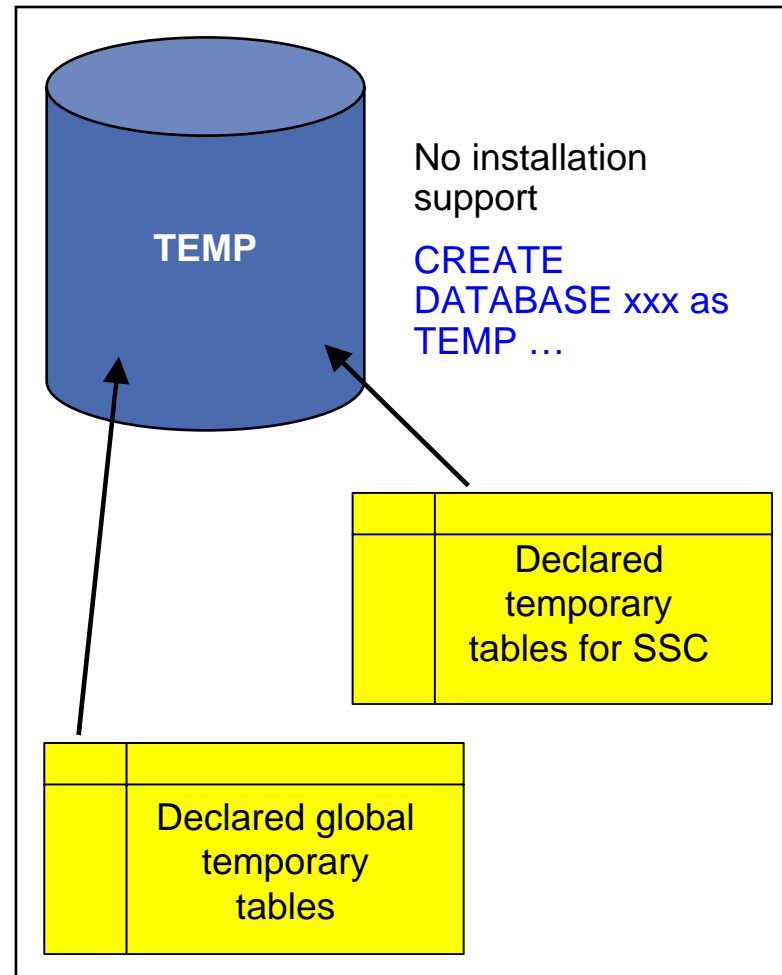 TEMP
No installation
support
CREATE
DATABASE xxx as
TEMP …
Declared
temporary
tables for SSC
Declared global
temporary
tables